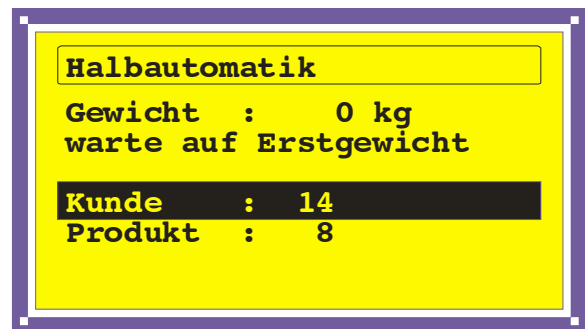 Halbautomatik
Gewicht : 0 kg
warte auf Erstgewicht
Kunde : 14
Produkt : 8